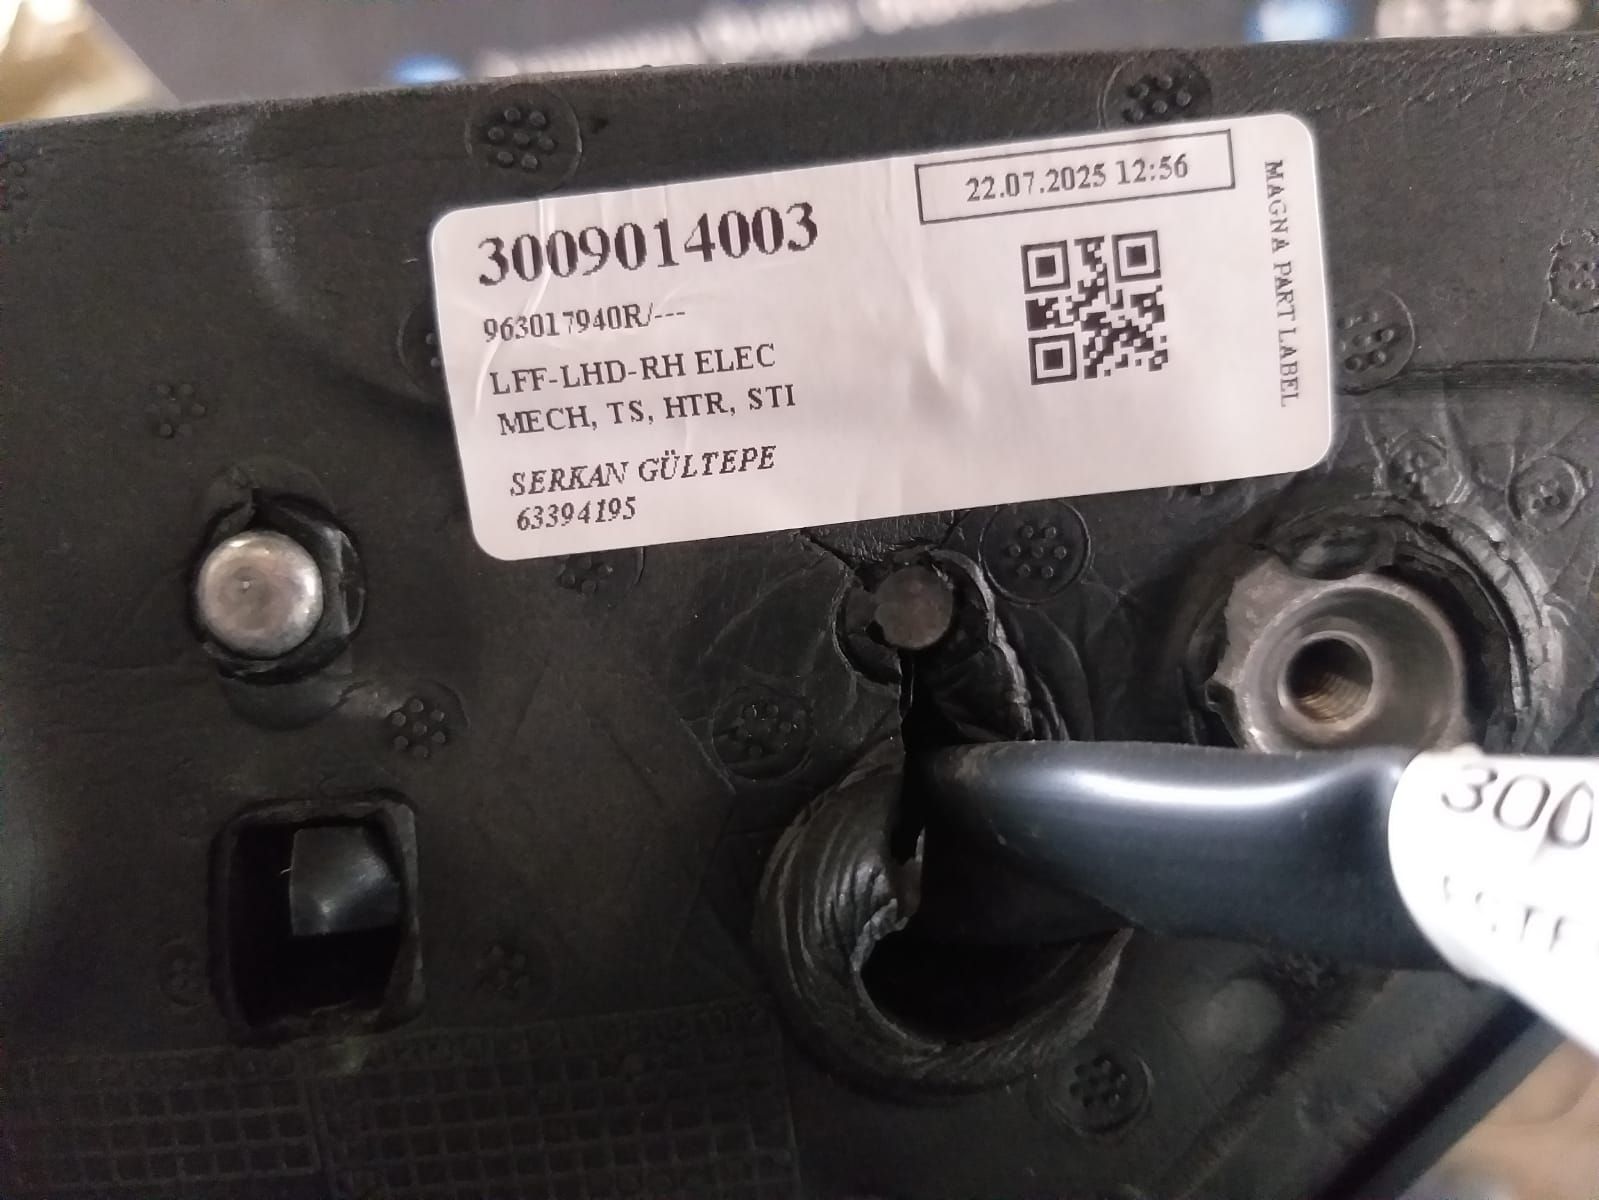 22.07.2025 12:56
3009014003
963017940R/---
LFF-LHD-RH ELEC
MECH, TS, HTR, STI
SERKAN GÜLTEPE
63394195
MAGNA PART LABEL
300